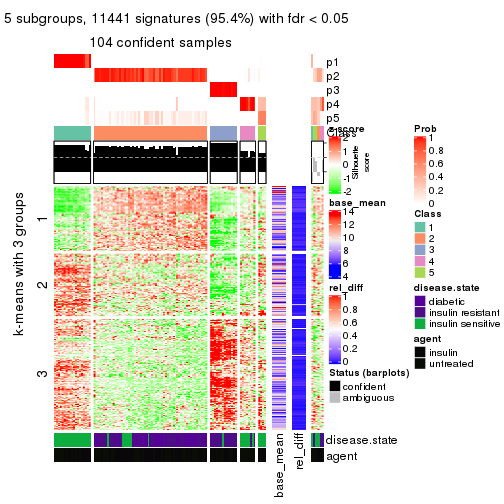 5 subgroups, 11441 signatures (95.4%) with fdr < 0.05
104 confident samples
p1
p2
p3
p4
p5
Class
Silhouette
score
1
2
3
k-means with 3 groups
disease.state
agent
base_mean
rel_diff
z-score
2
1
0
-1
-2
base_mean
14
12
10
8
6
4
rel_diff
1
0.8
0.6
0.4
0.2
0
Status (barplots)
confident
ambiguous
Prob
1
0.8
0.6
0.4
0.2
0
Class
1
2
3
4
5
disease.state
diabetic
insulin resistant
insulin sensitive
agent
insulin
untreated